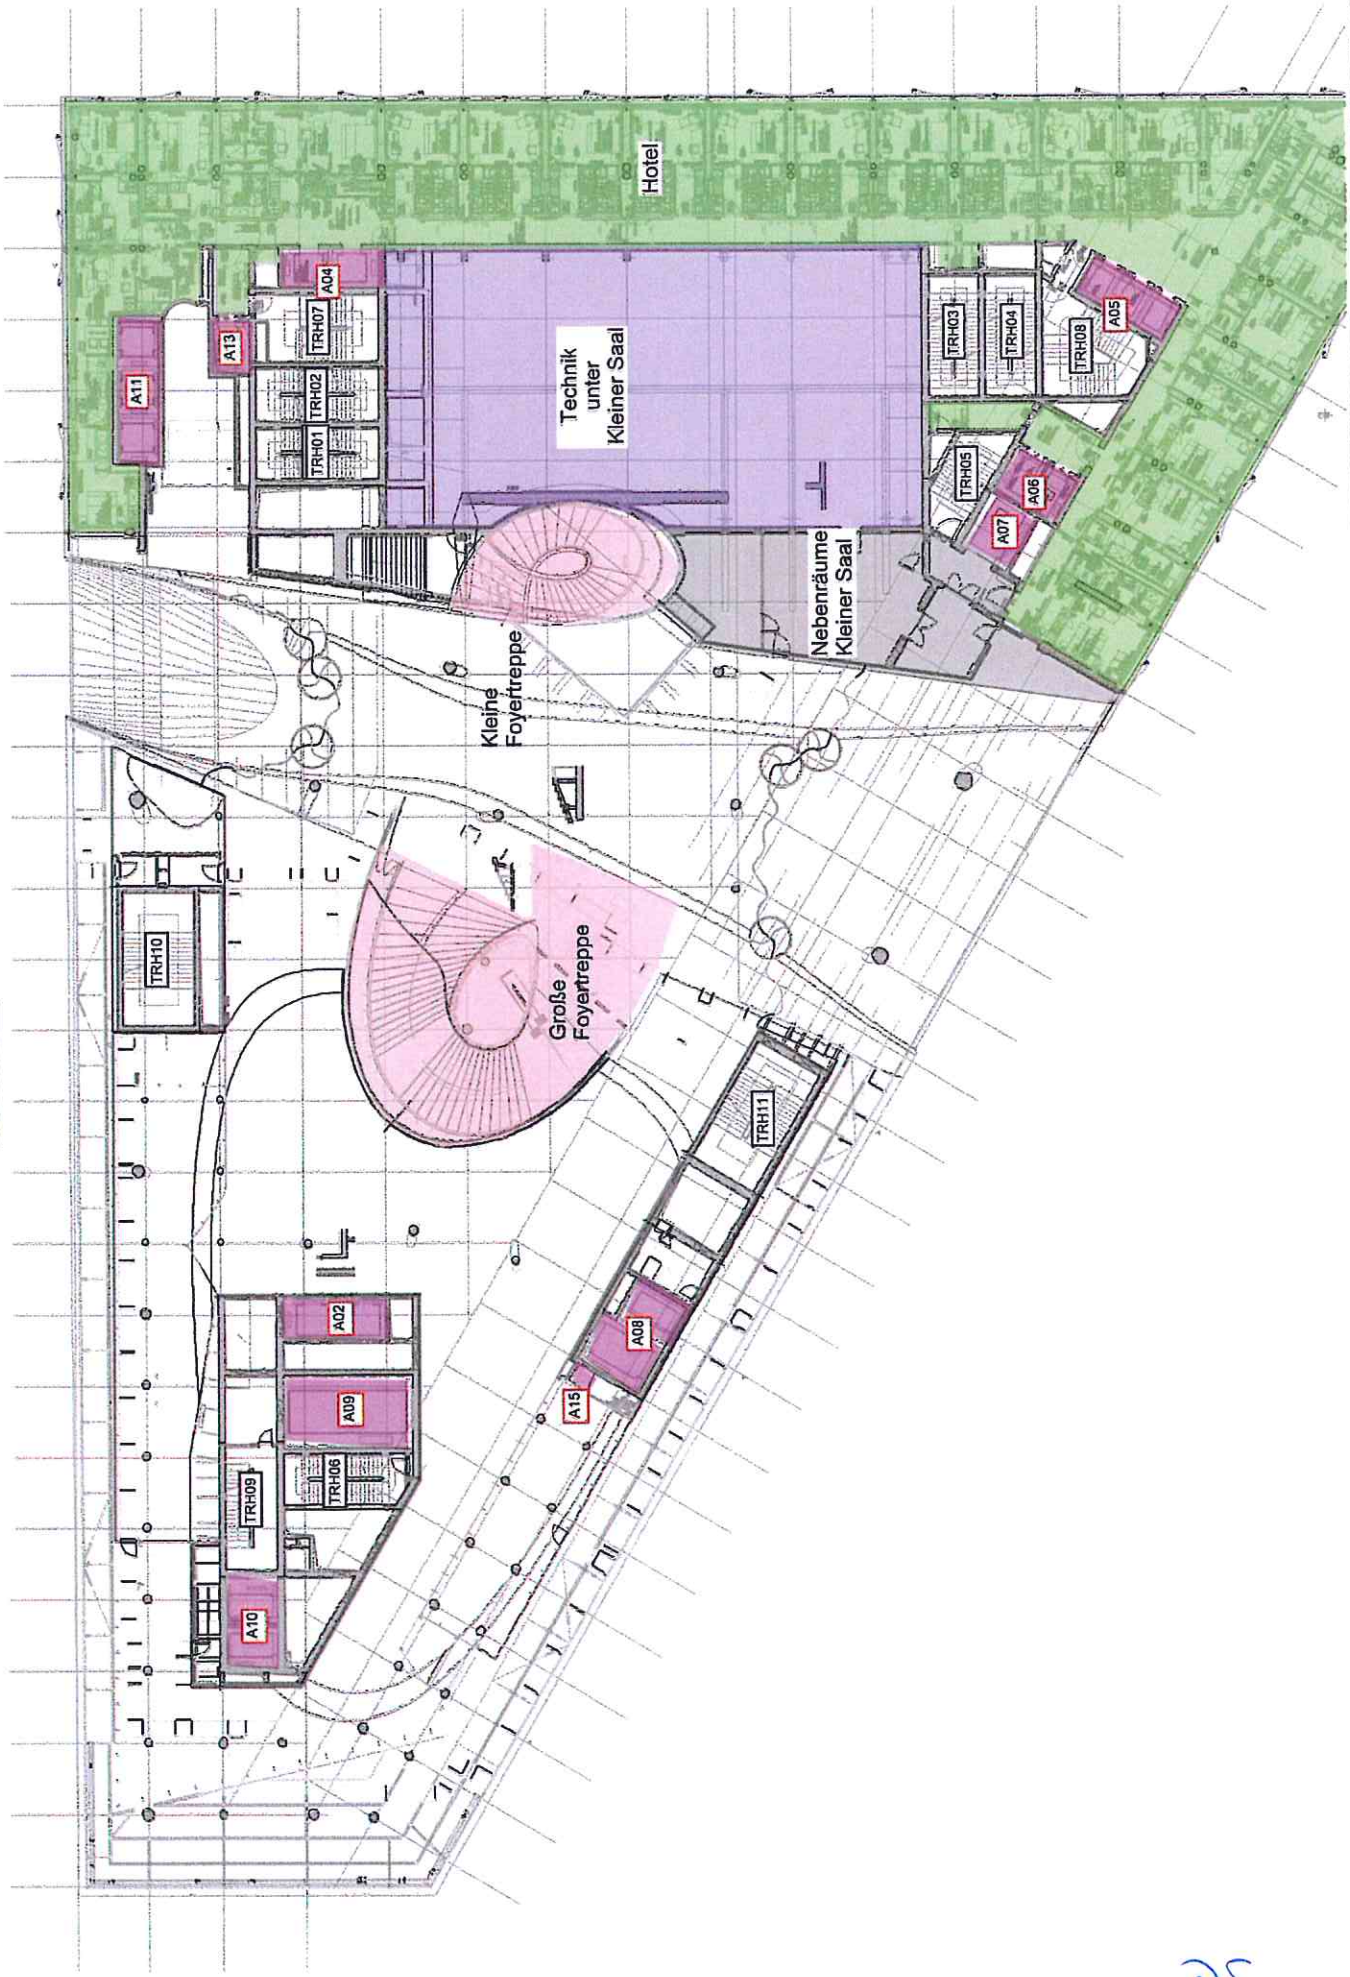 Hotel
A04
A11
A13
TRH07
TRH02
TRH01
Technik
unter
Kleiner Saal
TRH03
TRH04
TRH08
A05
TRH05
A06
A07
Nebenräume
Kleiner Saal
Kleine
Foyertreppe
TRH10
Große
Foyertreppe
TRH11
A02
A08
A15
A09
TRH06
TRH09
A10